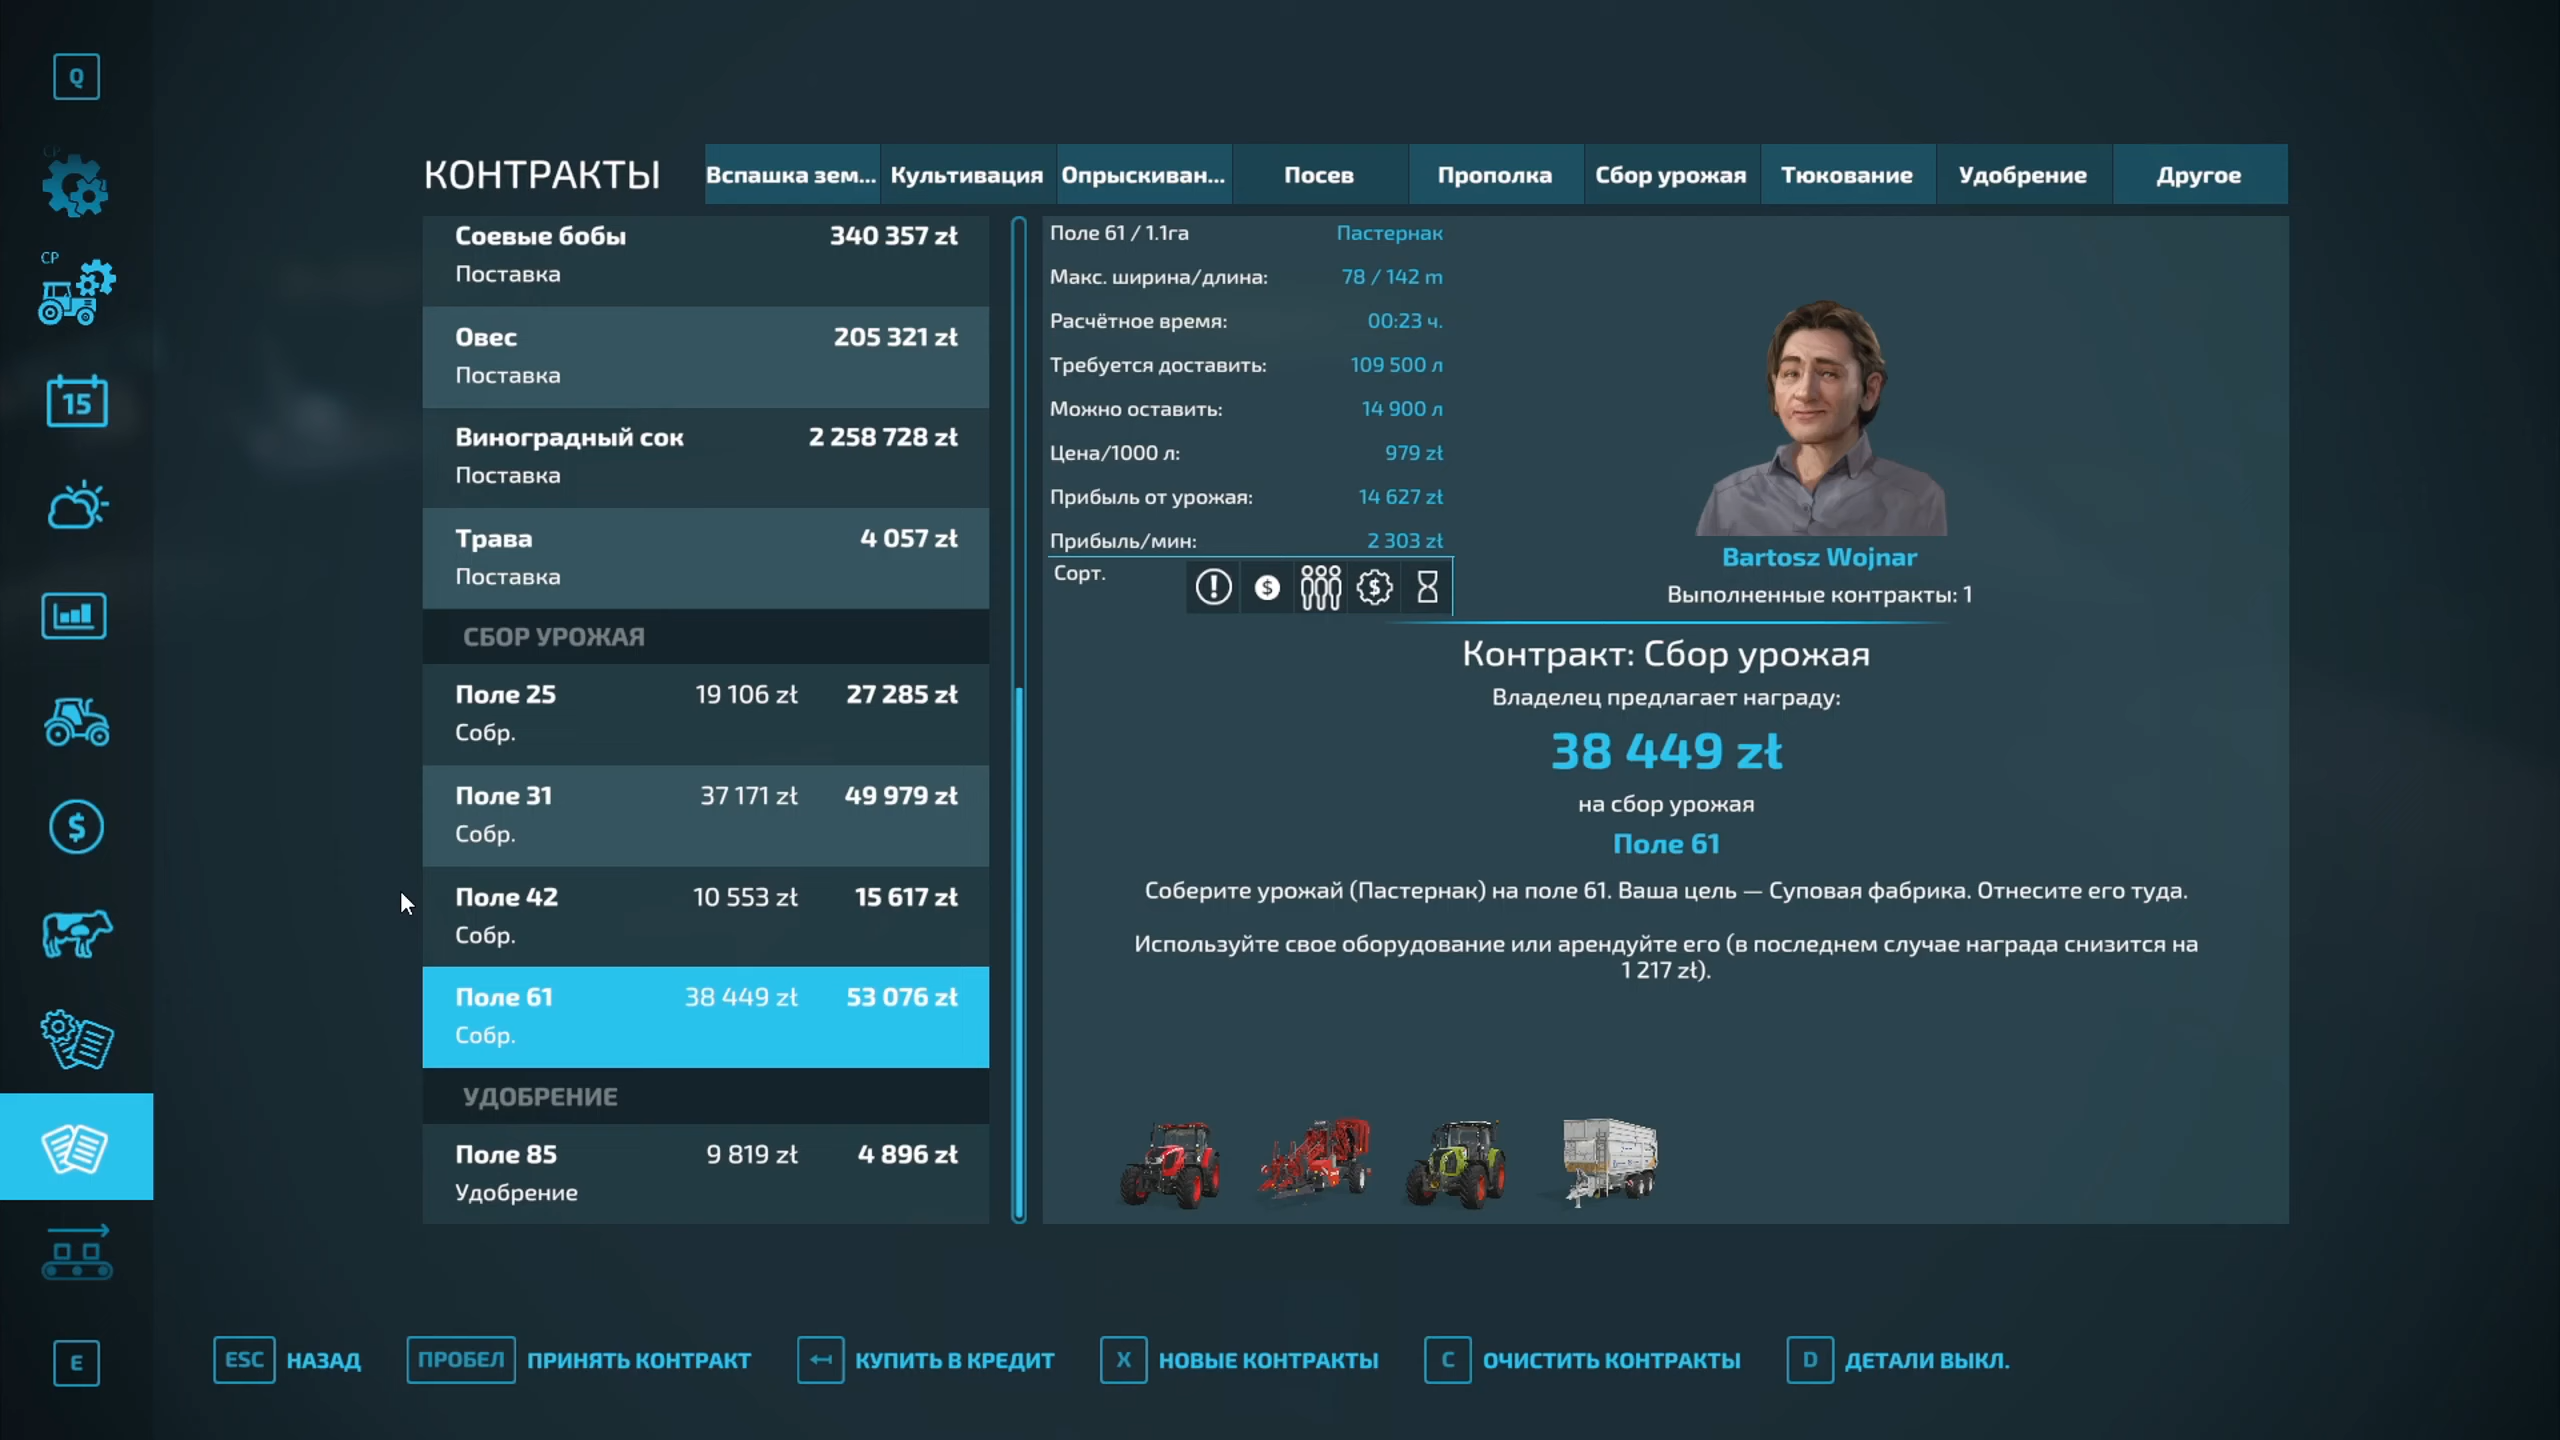 Q
CP
CP
15
E
КОНТРАКТЫ
Вспашка зем...
Культивация
Опрыскиван...
Посев
Прополка
Сбор урожая
Тюкование
Удобрение
Другое
Соевые бобы 340 357 zł
Поставка
Овес 205 321 zł
Поставка
Виноградный сок 2 258 728 zł
Поставка
Трава 4 057 zł
Поставка
СБОР УРОЖАЯ
Поле 25 19 106 zł 27 285 zł
Собр.
Поле 31 37 171 zł 49 979 zł
Собр.
Поле 42 10 553 zł 15 617 zł
Собр.
Поле 61 38 449 zł 53 076 zł
Собр.
УДОБРЕНИЕ
Поле 85 9 819 zł 4 896 zł
Удобрение
Поле 61 / 1.1га Пастернак
Макс. ширина/длина: 78 / 142 m
Расчётное время: 00:23 ч.
Требуется доставить: 109 500 л
Можно оставить: 14 900 л
Цена/1000 л: 979 zł
Прибыль от урожая: 14 627 zł
Прибыль/мин: 2 303 zł
Сорт.
Bartosz Wojnar
Выполненные контракты: 1
Контракт: Сбор урожая
Владелец предлагает награду:
38 449 zł
на сбор урожая
Поле 61
Соберите урожай (Пастернак) на поле 61. Ваша цель — Суповая фабрика. Отнесите его туда.
Используйте свое оборудование или арендуйте его (в последнем случае награда снизится на
1 217 zł).
ESC НАЗАД
ПРОБЕЛ ПРИНЯТЬ КОНТРАКТ
КУПИТЬ В КРЕДИТ
X НОВЫЕ КОНТРАКТЫ
C ОЧИСТИТЬ КОНТРАКТЫ
D ДЕТАЛИ ВЫКЛ.